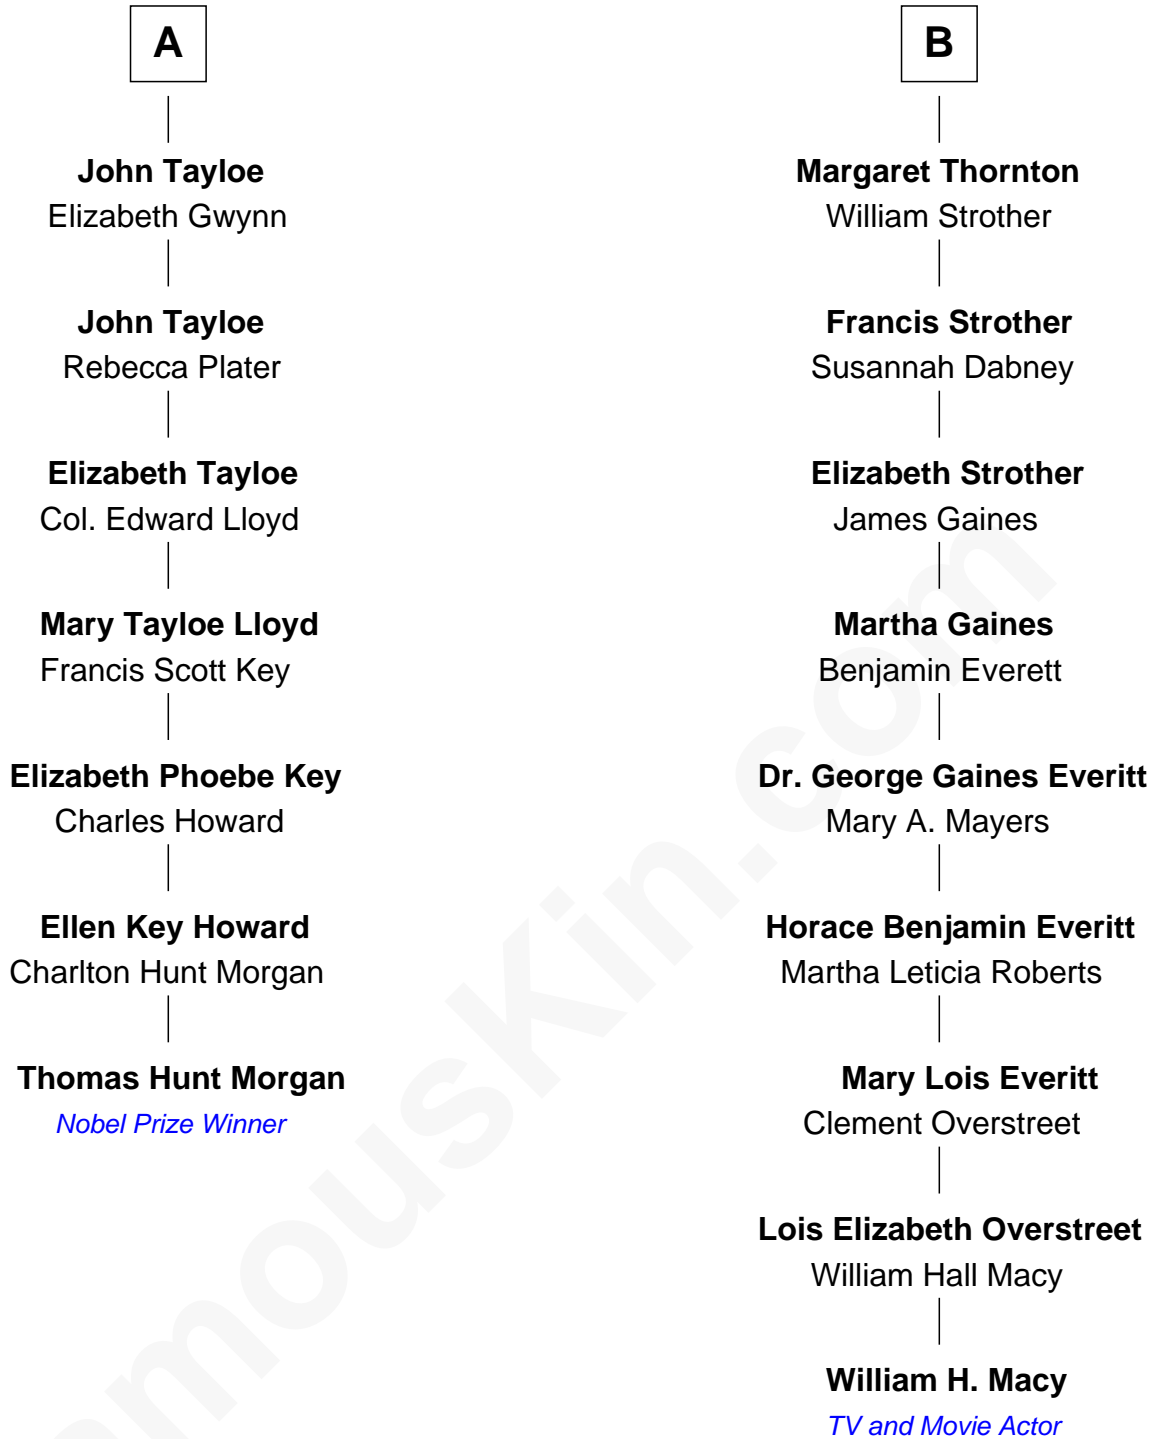 A
John Tayloe
Elizabeth Gwynn
John Tayloe
Rebecca Plater
Elizabeth Tayloe
Col. Edward Lloyd
Mary Tayloe Lloyd
Francis Scott Key
Elizabeth Phoebe Key
Charles Howard
Ellen Key Howard
Charlton Hunt Morgan
Thomas Hunt Morgan
Nobel Prize Winner
B
Margaret Thornton
William Strother
Francis Strother
Susannah Dabney
Elizabeth Strother
James Gaines
Martha Gaines
Benjamin Everett
Dr. George Gaines Everitt
Mary A. Mayers
Horace Benjamin Everitt
Martha Leticia Roberts
Mary Lois Everitt
Clement Overstreet
Lois Elizabeth Overstreet
William Hall Macy
William H. Macy
TV and Movie Actor
amouskin.com